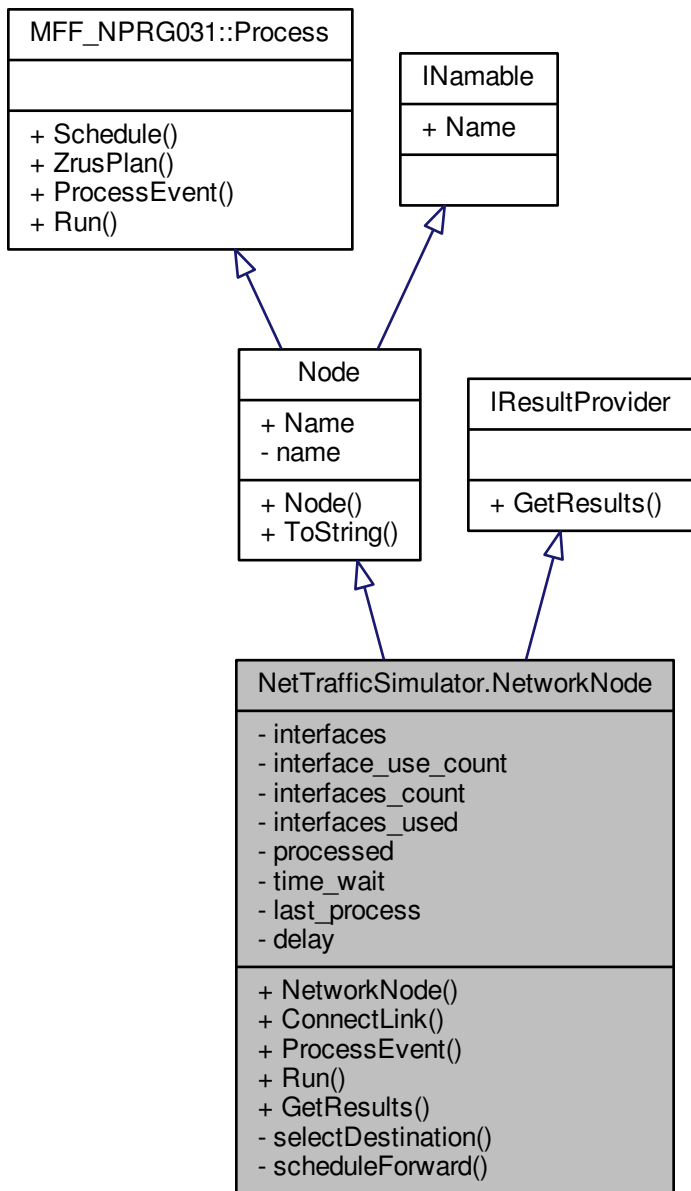 MFF_NPRG031::Process
+ Schedule()
+ ZrusPlan()
+ ProcessEvent()
+ Run()
INamable
+ Name
Node
+ Name
- name
+ Node()
+ ToString()
IResultProvider
+ GetResults()
NetTrafficSimulator.NetworkNode
- interfaces
- interface_use_count
- interfaces_count
- interfaces_used
- processed
- time_wait
- last_process
- delay
+ NetworkNode()
+ ConnectLink()
+ ProcessEvent()
+ Run()
+ GetResults()
- selectDestination()
- scheduleForward()